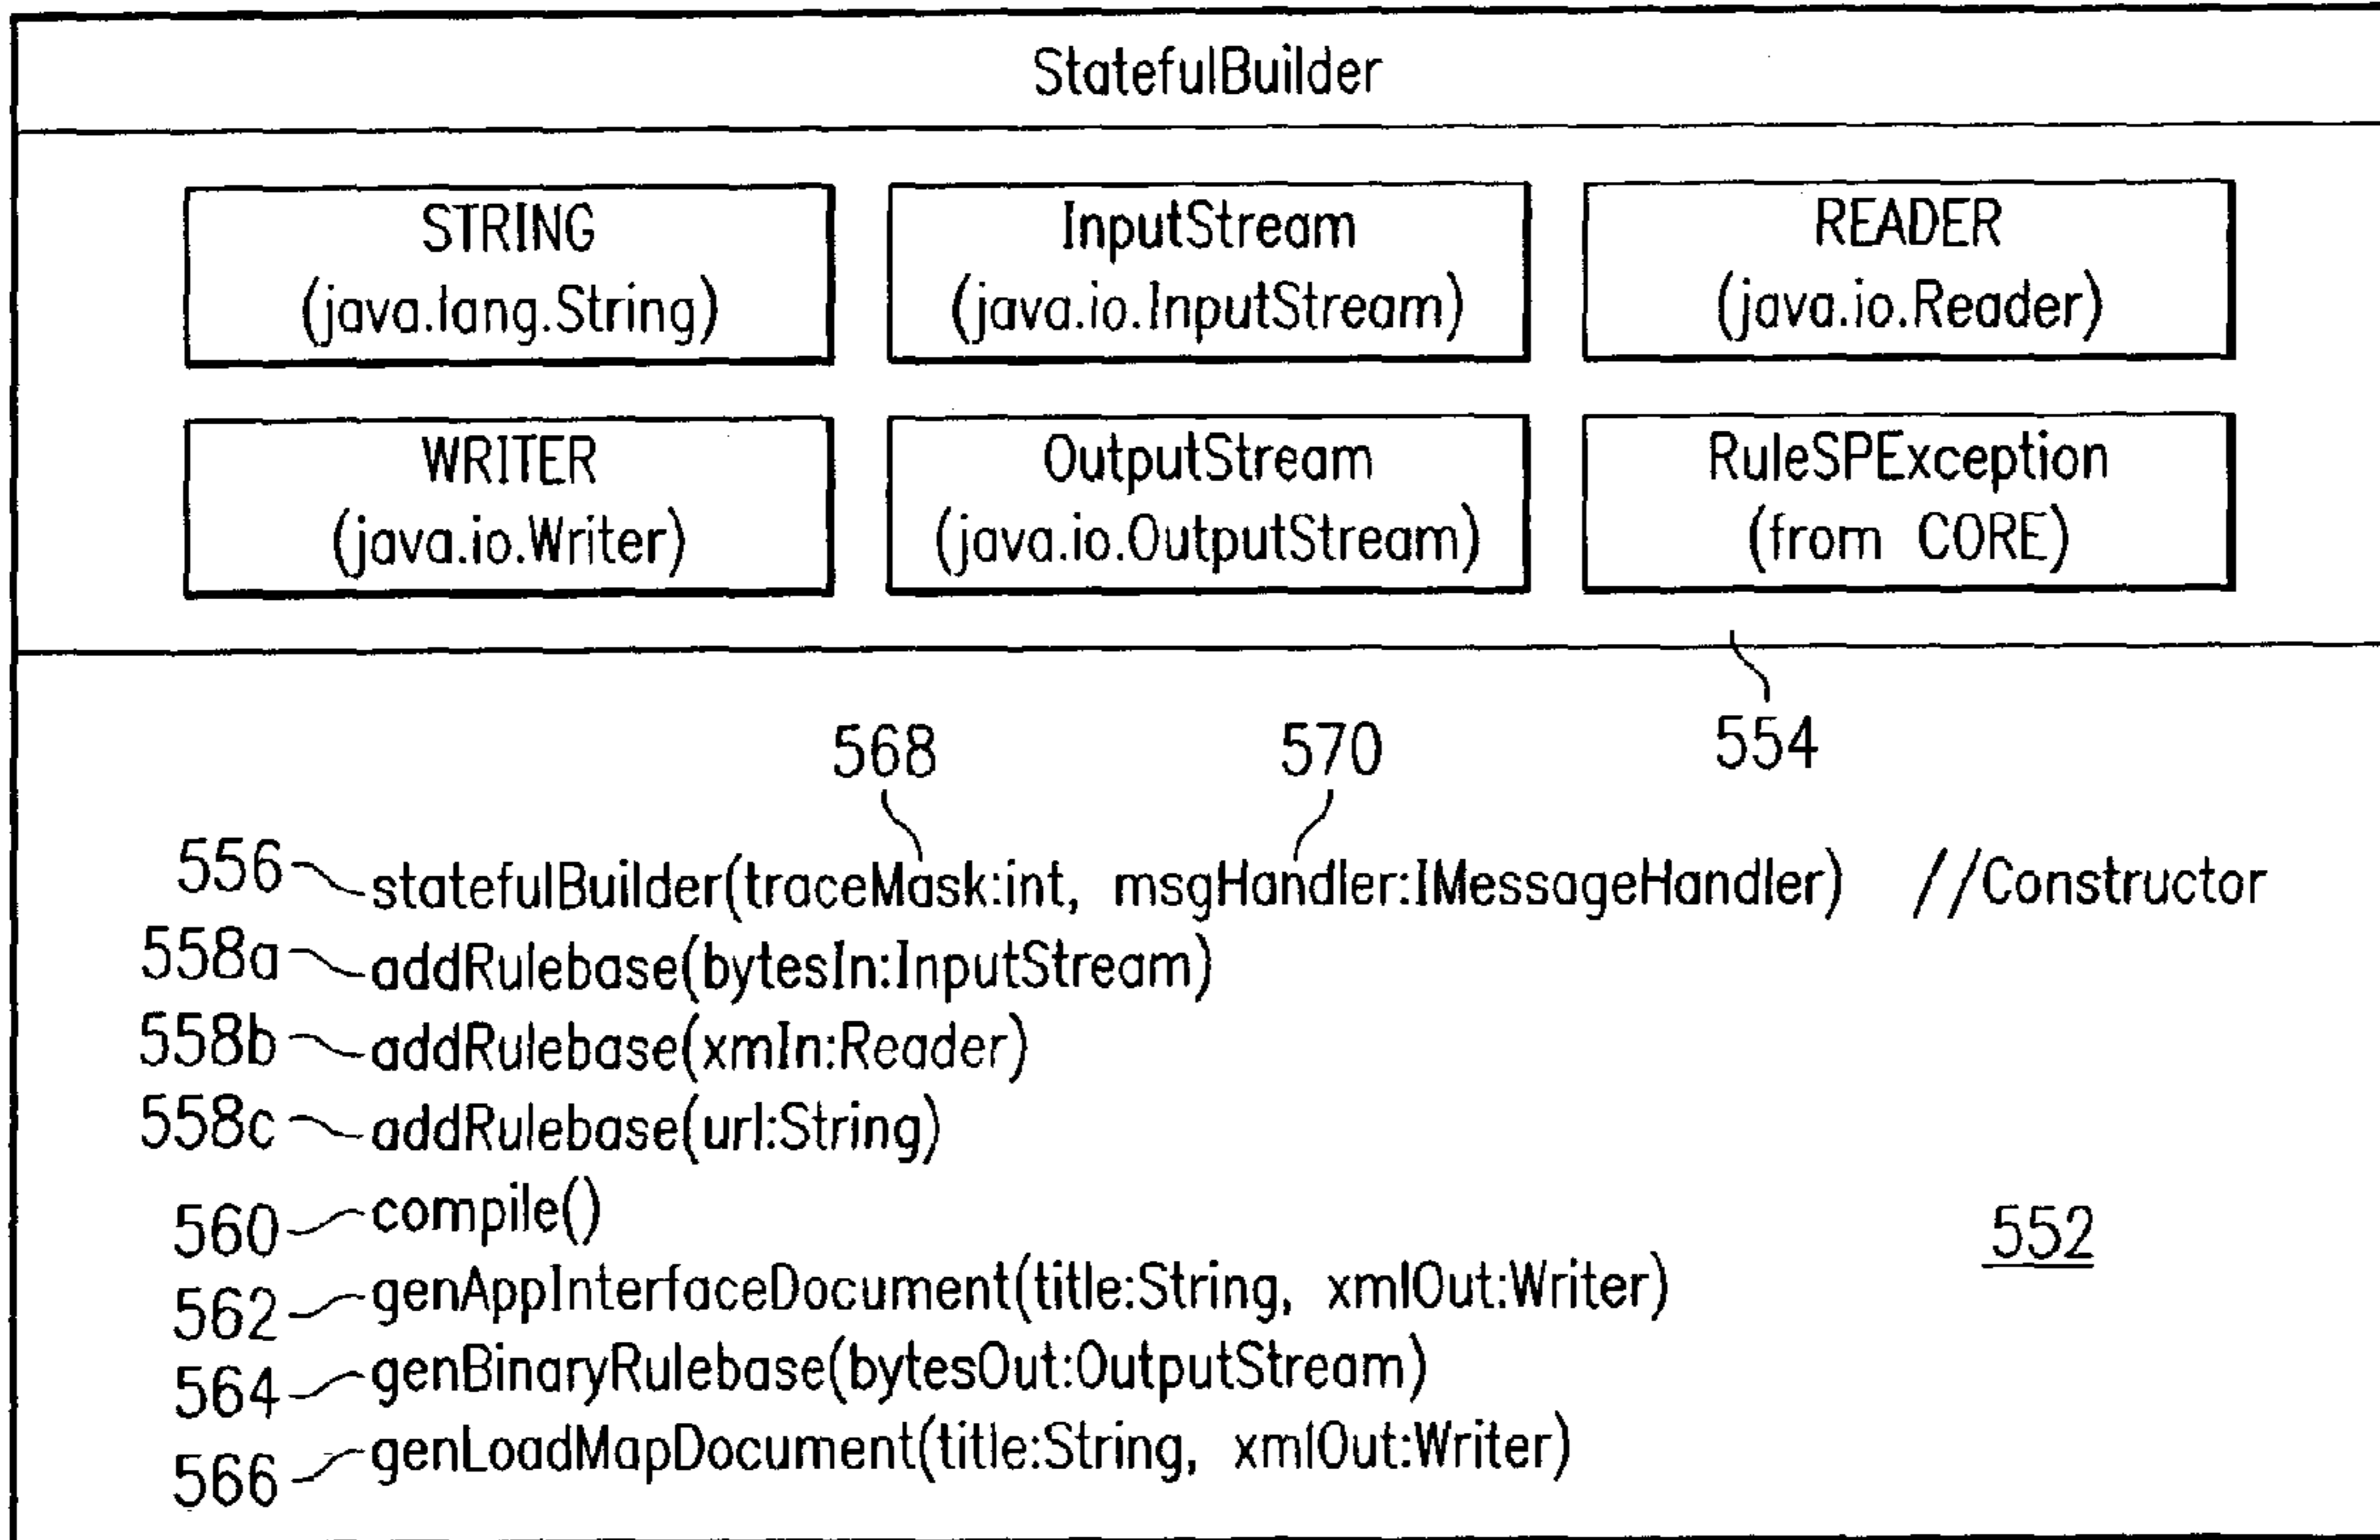 StatefulBuilder
STRING
(java.lang.String)
InputStream
(java.io.InputStream)
READER
(java.io.Reader)
WRITER
(java.io.Writer)
OutputStream
(java.io.OutputStream)
RuleSPException
(from CORE)
568 570 554
556 statefulBuilder(traceMask:int, msgHandler:IMessageHandler) //Constructor
558a addRulebase(bytesIn:InputStream)
558b addRulebase(xmIn:Reader)
558c addRulebase(url:String)
560 compile()
552
562 genAppInterfaceDocument(title:String, xmlOut:Writer)
564 genBinaryRulebase(bytesOut:OutputStream)
566 genLoadMapDocument(title:String, xmlOut:Writer)